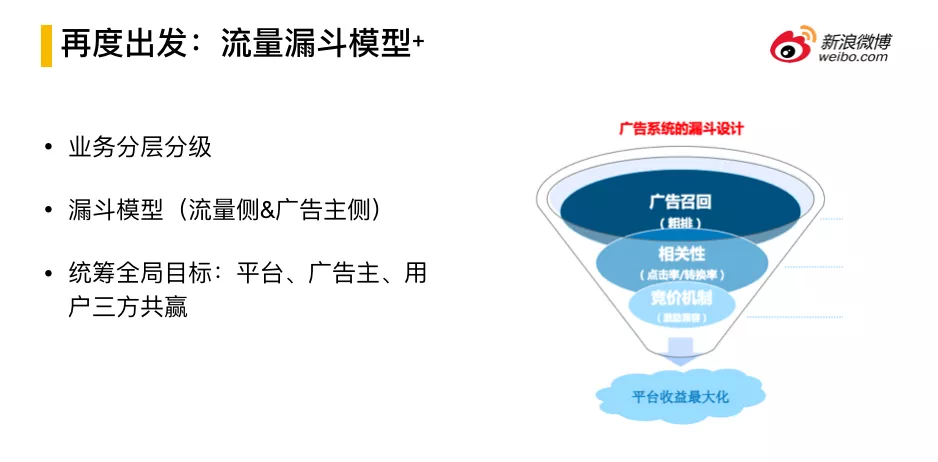 再度出发：流量漏斗模型+
新浪微博
weibo.com
• 业务分层分级
• 漏斗模型（流量侧&广告主侧）
• 统筹全局目标：平台、广告主、用
户三方共赢
广告系统的漏斗设计
广告召回
（粗排）
相关性
（点击率/转换率）
竞价机制
平台收益最大化